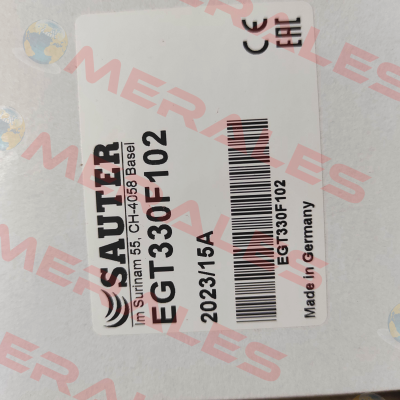 SAUTER
Im Surinam 55, CH-4058 Basel
EGT330F102
2023/15A
EGT330F102
Made In Germany
CE
EAC
MERALES
MERALES
MERALES